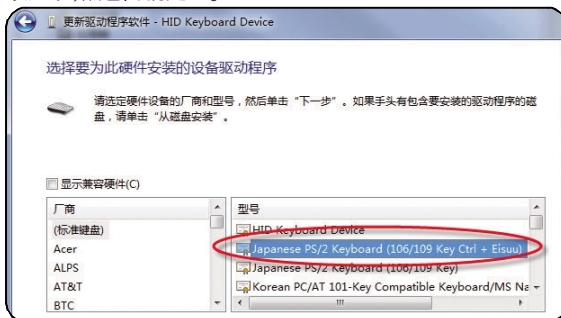 更新驱动程序软件 - HID Keyboard Device
选择要为此硬件安装的设备驱动程序
请选定硬件设备的厂商和型号，然后单击“下一步”。如果手头有包含要安装的驱动程序的磁
盘，请单击“从磁盘安装”。
显示兼容硬件(C)
厂商
(标准键盘)
Acer
ALPS
AT&T
BTC
型号
HID Keyboard Device
Japanese PS/2 Keyboard (106/109 Key Ctrl + Eisuu)
Japanese PS/2 Keyboard (106/109 Key)
Korean PC/AT 101-Key Compatible Keyboard/MS Na